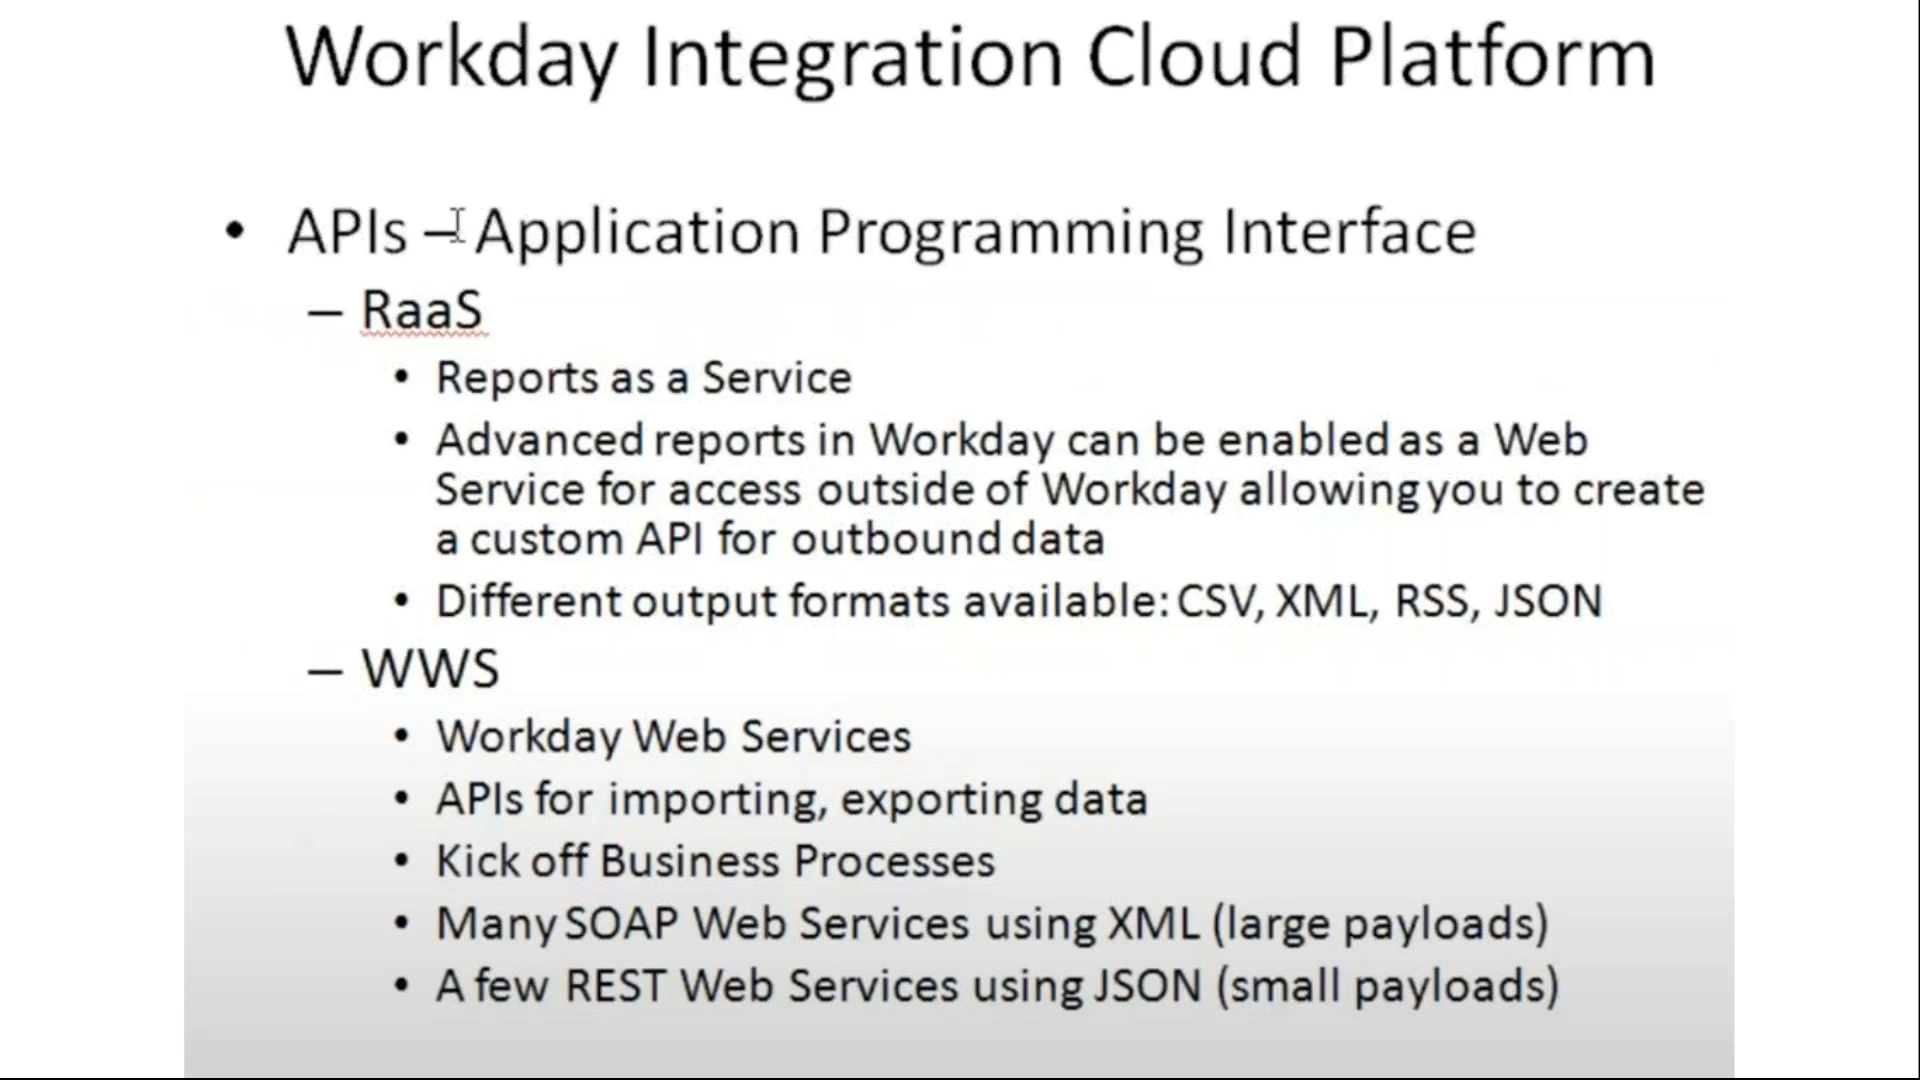 Workday Integration Cloud Platform
• APIs – Application Programming Interface
– RaaS
• Reports as a Service
• Advanced reports in Workday can be enabled as a Web
Service for access outside of Workday allowing you to create
a custom API for outbound data
• Different output formats available: CSV, XML, RSS, JSON
– WWS
• Workday Web Services
• APIs for importing, exporting data
• Kick off Business Processes
• Many SOAP Web Services using XML (large payloads)
• A few REST Web Services using JSON (small payloads)